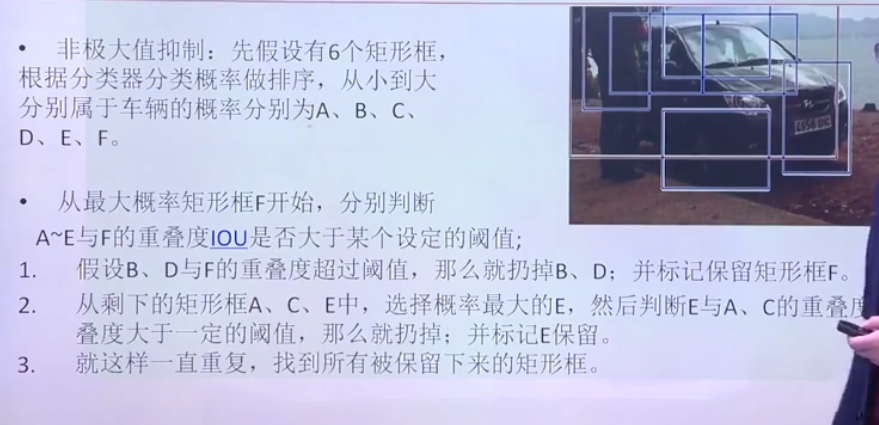 • 非极大值抑制：先假设有6个矩形框，
根据分类器分类概率做排序，从小到大
分别属于车辆的概率分别为A、B、C、
D、E、F。
• 从最大概率矩形框F开始，分别判断
A~E与F的重叠度IOU是否大于某个设定的阈值;
1. 假设B、D与F的重叠度超过阈值，那么就扔掉B、D；并标记保留矩形框F。
2. 从剩下的矩形框A、C、E中，选择概率最大的E，然后判断E与A、C的重叠度
叠度大于一定的阈值，那么就扔掉；并标记E保留。
3. 就这样一直重复，找到所有被保留下来的矩形框。